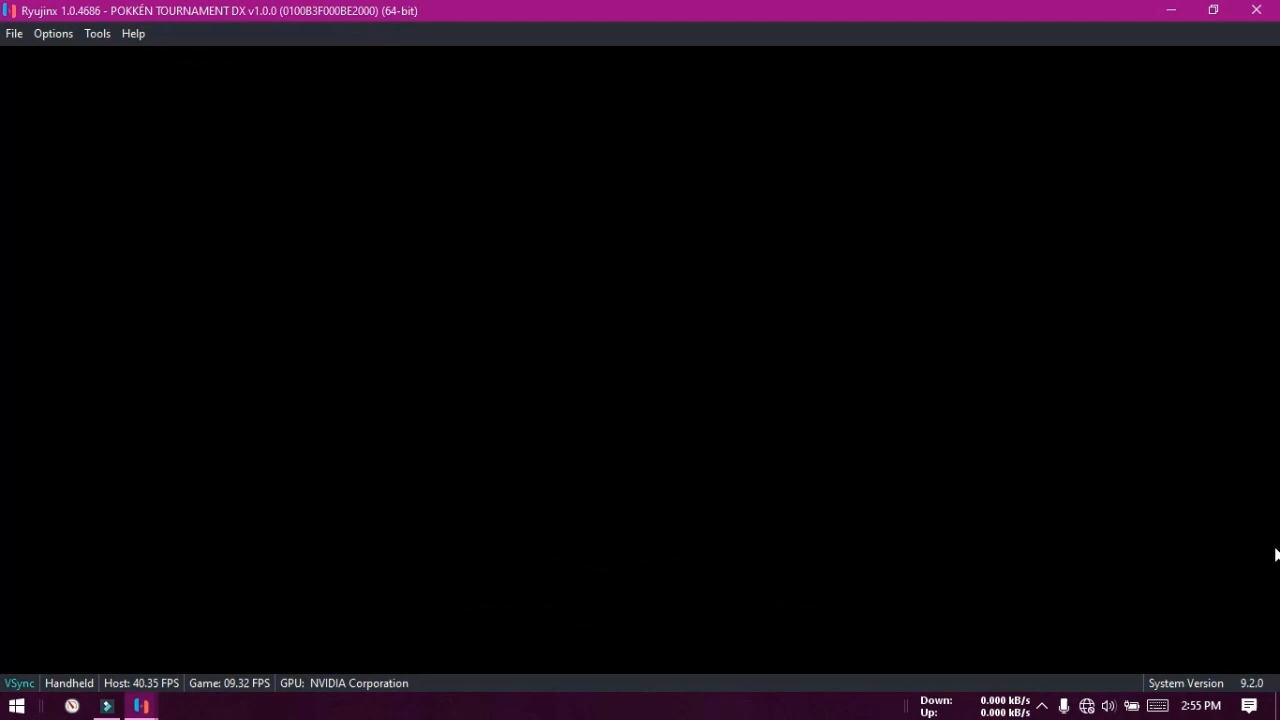 Ryujinx 1.0.4686 - POKKÉN TOURNAMENT DX v1.0.0 (0100B3F000BE2000) (64-bit)
File Options Tools Help
VSync Handheld Host: 40.35 FPS Game: 09.32 FPS GPU: NVIDIA Corporation System Version 9.2.0
Down: 0.000 kB/s
Up: 0.000 kB/s
2:55 PM